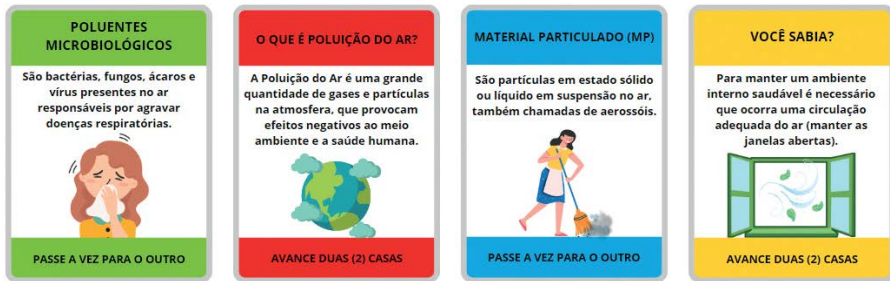 POLUENTES
MICROBIOLÓGICOS
São bactérias, fungos, ácaros e
vírus presentes no ar
responsáveis por agravar
doenças respiratórias.
PASSE A VEZ PARA O OUTRO
O QUE É POLUIÇÃO DO AR?
A Poluição do Ar é uma grande
quantidade de gases e partículas
na atmosfera, que provocam
efeitos negativos ao meio
ambiente e a saúde humana.
AVANCE DUAS (2) CASAS
MATERIAL PARTICULADO (MP)
São partículas em estado sólido
ou líquido em suspensão no ar,
também chamadas de aerossóis.
PASSE A VEZ PARA O OUTRO
VOCÊ SABIA?
Para manter um ambiente
interno saudável é necessário
que ocorra uma circulação
adequada do ar (manter as
janelas abertas).
AVANCE DUAS (2) CASAS